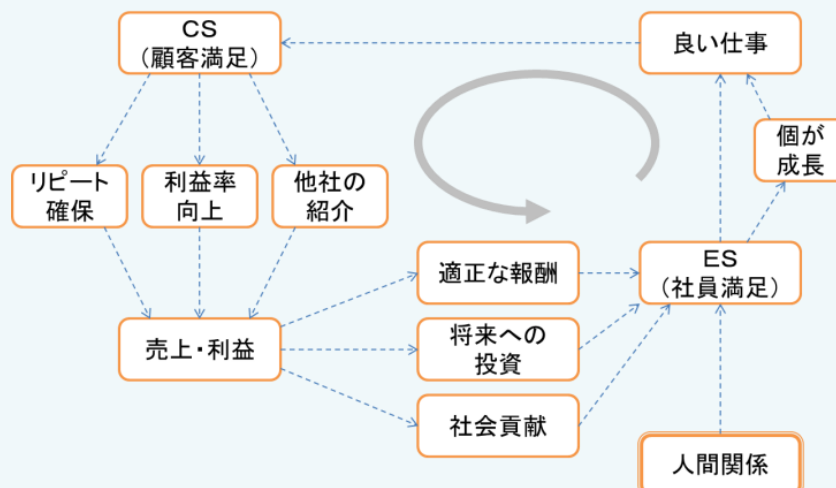 CS
（顧客満足）
良い仕事
個が
成長
リピート
確保
利益率
向上
他社の
紹介
適正な報酬
ES
（社員満足）
売上・利益
将来への
投資
社会貢献
人間関係